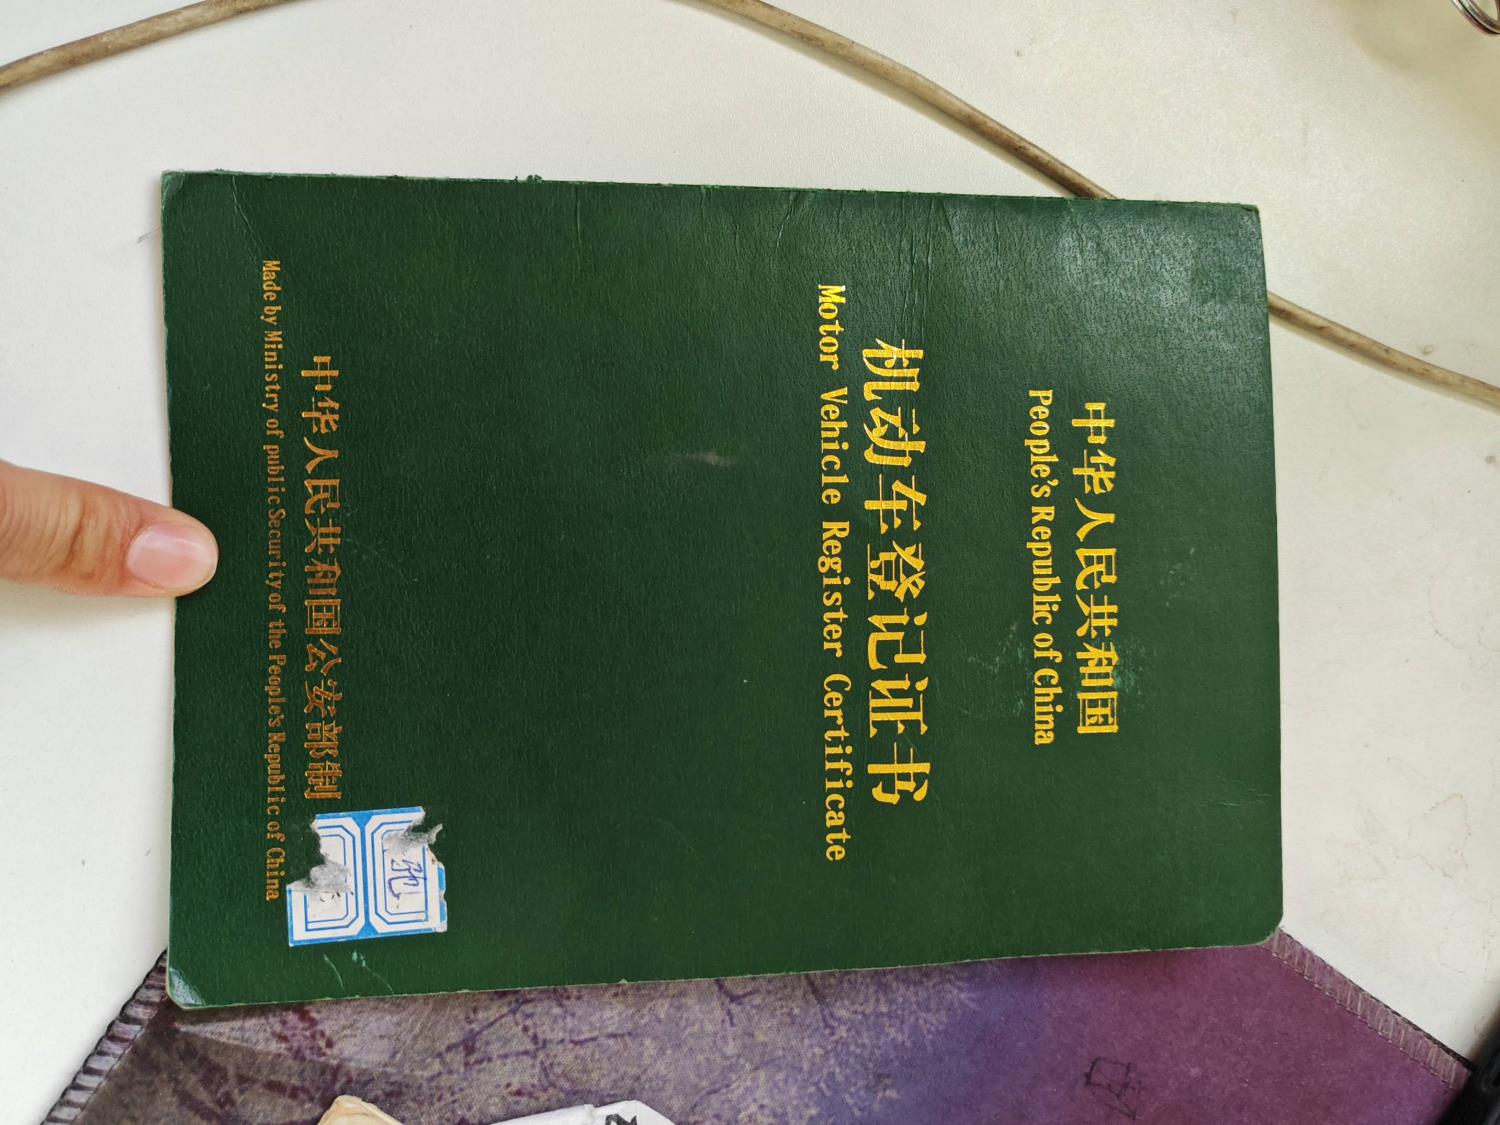 中华人民共和国
People's Republic of China
机动车登记证书
Motor Vehicle Register Certificate
中华人民共和国公安部制
Made by Ministry of public Security of the People's Republic of China